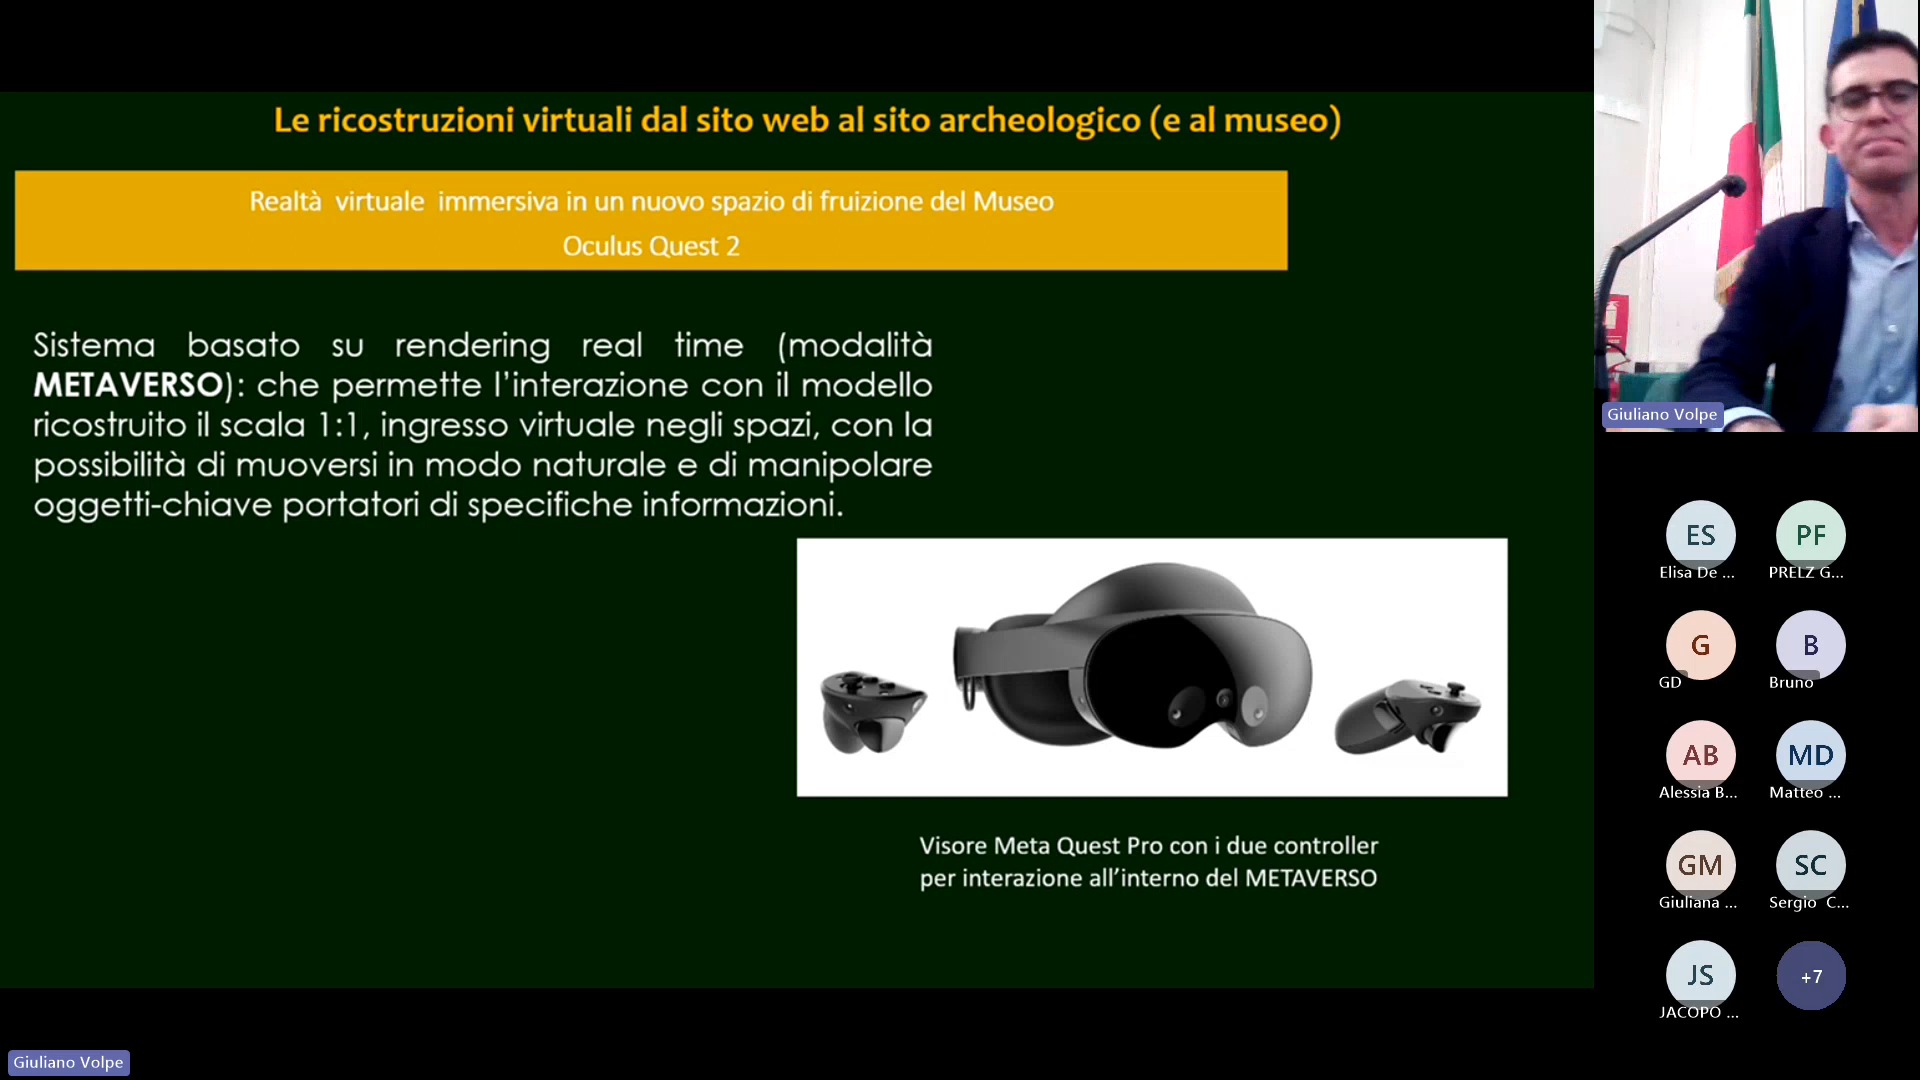 Le ricostruzioni virtuali dal sito web al sito archeologico (e al museo)
Realtà virtuale immersiva in un nuovo spazio di fruizione del Museo
Oculus Quest 2
Sistema basato su rendering real time (modalità
METAVERSO): che permette l'interazione con il modello
ricostruito il scala 1:1, ingresso virtuale negli spazi, con la
possibilità di muoversi in modo naturale e di manipolare
oggetti-chiave portatori di specifiche informazioni.
Visore Meta Quest Pro con i due controller
per interazione all'interno del METAVERSO
Giuliano Volpe
Giuliano Volpe
ES
Elisa De ...
PF
PRELZ G...
G
GD
B
Bruno
AB
Alessia B...
MD
Matteo ...
GM
Giuliana ...
SC
Sergio C...
JS
JACOPO ...
+7